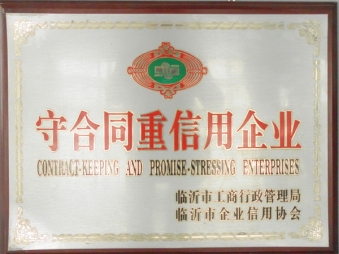 守合同重信用企业
CONTRACT-KEEPING AND PROMISE-STRESSING ENTERPRISES
临沂市工商行政管理局
临沂市企业信用协会